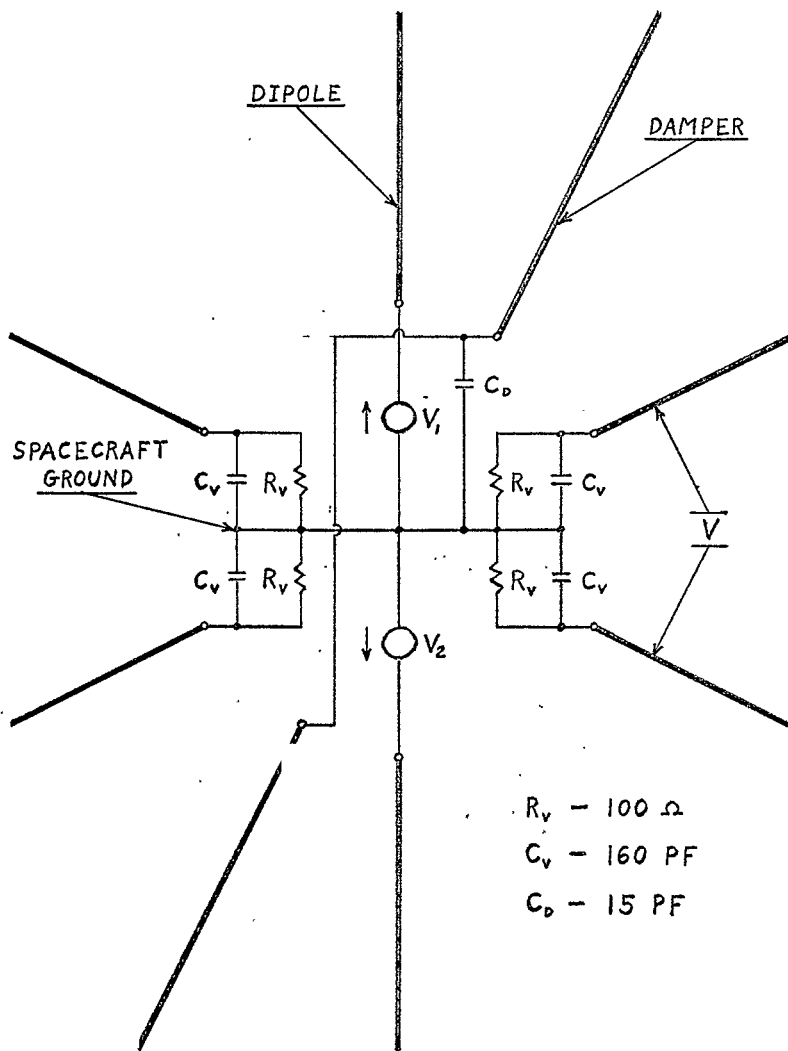 DIPOLE
DAMPER
C_D
V_1
SPACECRAFT
GROUND
C_V
R_V
R_V
C_V
V
C_V
R_V
R_V
C_V
V_2
R_V - 100 Ω
C_V - 160 PF
C_D - 15 PF